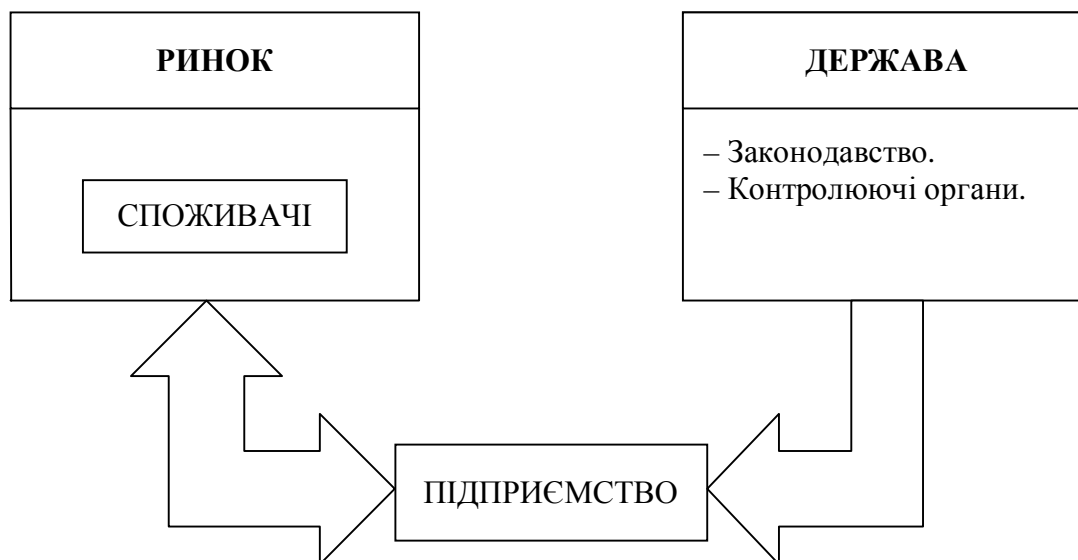 РИНОК
СПОЖИВАЧІ
ДЕРЖАВА
– Законодавство.
– Контролюючі органи.
ПІДПРИЄМСТВО